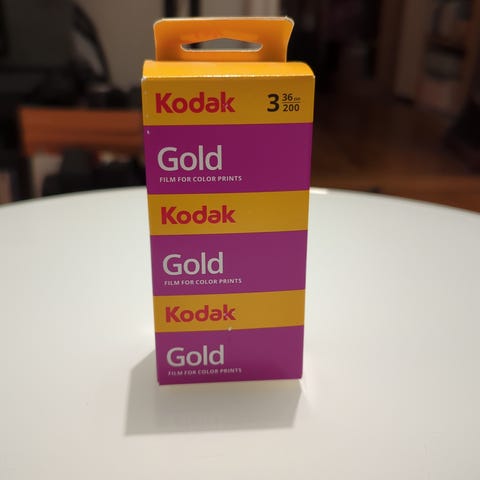 Kodak 3 36 EXP. 200
Gold
FILM FOR COLOR PRINTS
Kodak
Gold
FILM FOR COLOR PRINTS
Kodak
Gold
FILM FOR COLOR PRINTS